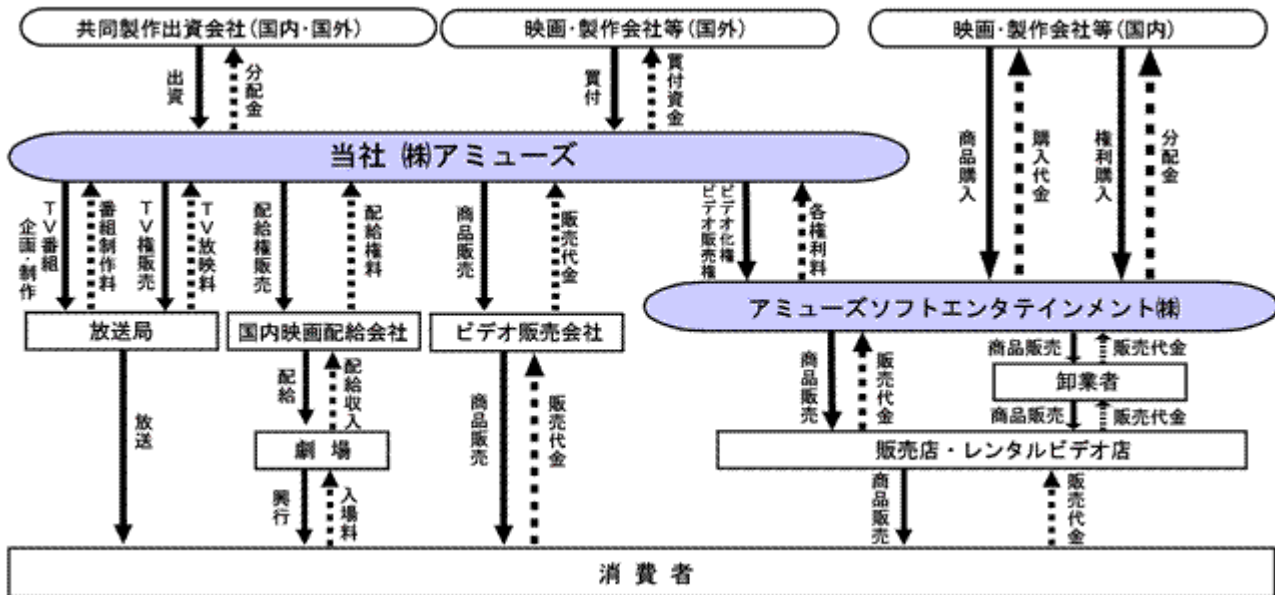 共同製作出資会社(国内・国外)
映画・製作会社等(国外)
映画・製作会社等(国内)
出資
分配金
買付
買付資金
商品購入
購入代金
権利購入
分配金
当社 ㈱アミューズ
TV番組
企画・制作
番組制作料
TV権販売
TV放映料
配給権販売
配給権料
商品販売
販売代金
ビデオ化権
ビデオ販売権
各権利料
アミューズソフトエンタテインメント㈱
放送局
国内映画配給会社
ビデオ販売会社
商品販売
販売代金
商品販売
販売代金
卸業者
商品販売
販売代金
配給
配給収入
放送
劇場
商品販売
販売代金
販売店・レンタルビデオ店
興行
入場料
商品販売
販売代金
消費者